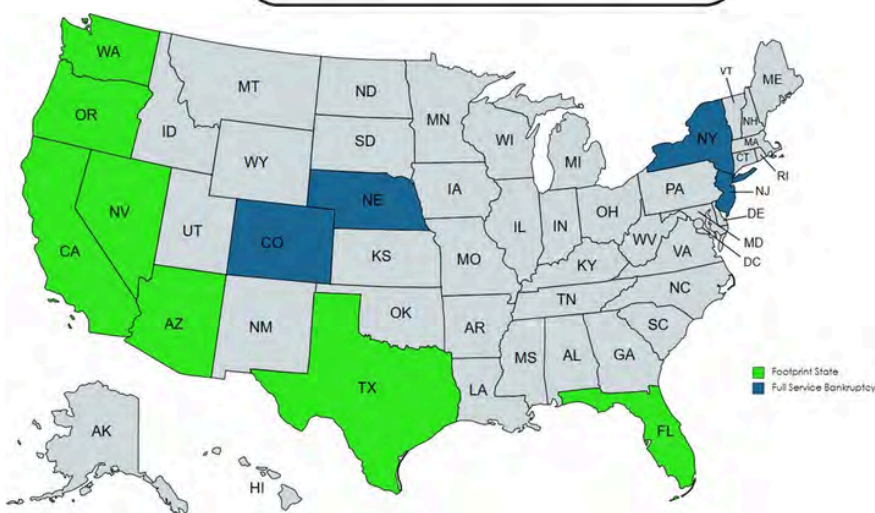 WA
MT
ND
MN
VT
ME
OR
ID
SD
WI
MI
NY
NH
MA
CT
RI
WY
NE
IA
PA
NJ
NV
UT
CO
IL
IN
OH
DE
CA
KS
MO
WV
VA
MD
KY
DC
AZ
NM
OK
AR
TN
NC
SC
TX
LA
MS
AL
GA
FL
AK
HI
Footprint State
Full Service Bankruptcy